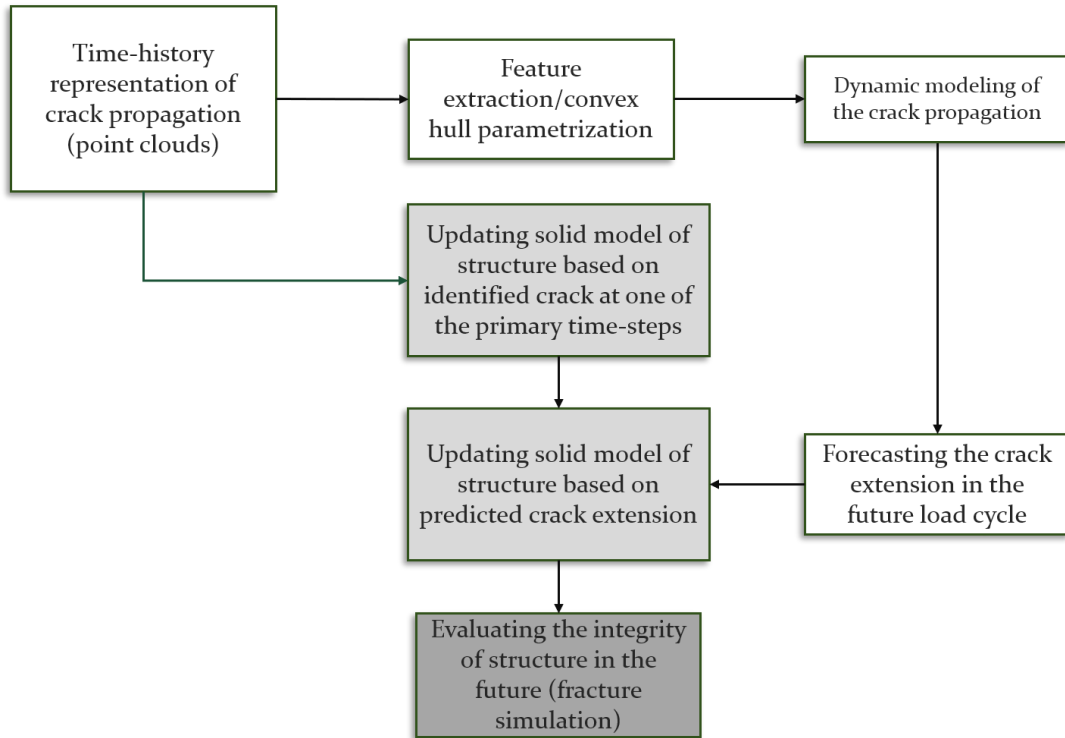 Time-history
representation of
crack propagation
(point clouds)
Feature
extraction/convex
hull parametrization
Dynamic modeling of
the crack propagation
Updating solid model of
structure based on
identified crack at one of
the primary time-steps
Updating solid model of
structure based on
predicted crack extension
Forecasting the crack
extension in the
future load cycle
Evaluating the integrity
of structure in the
future (fracture
simulation)